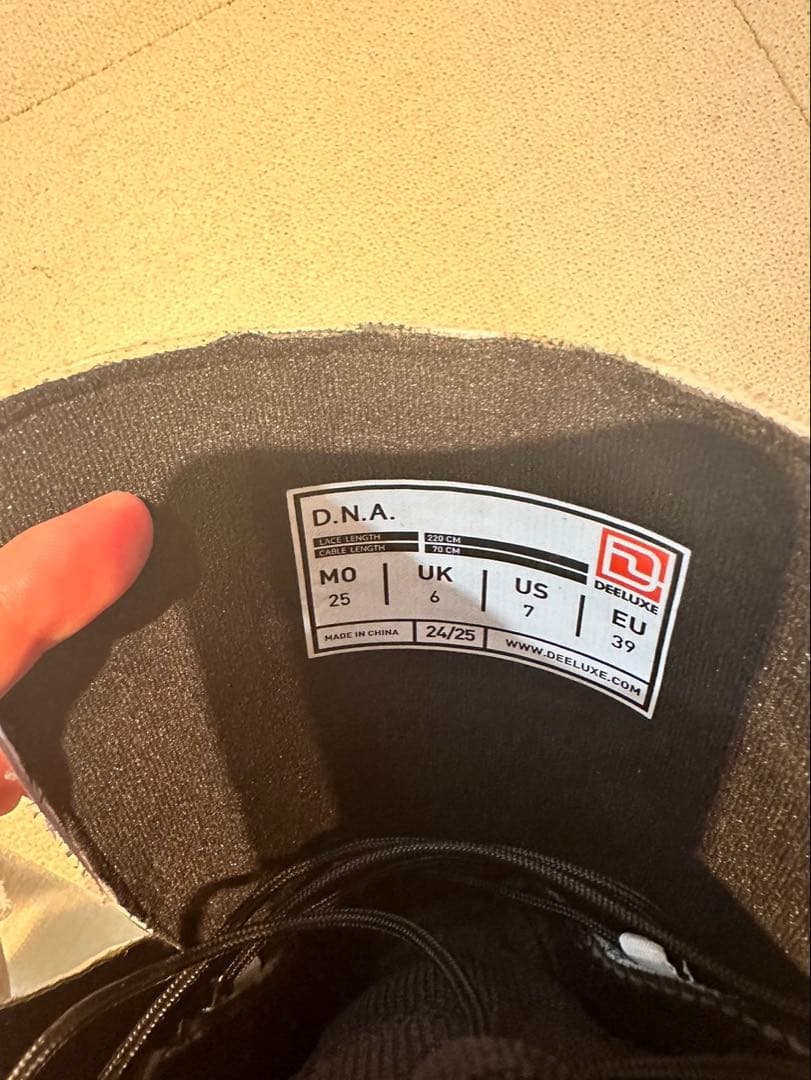 D.N.A.
LACE LENGTH 220 CM
CABLE LENGTH 70 CM
DEELUXE
MO UK US EU
25 6 7 39
MADE IN CHINA 24/25 WWW.DEELUXE.COM